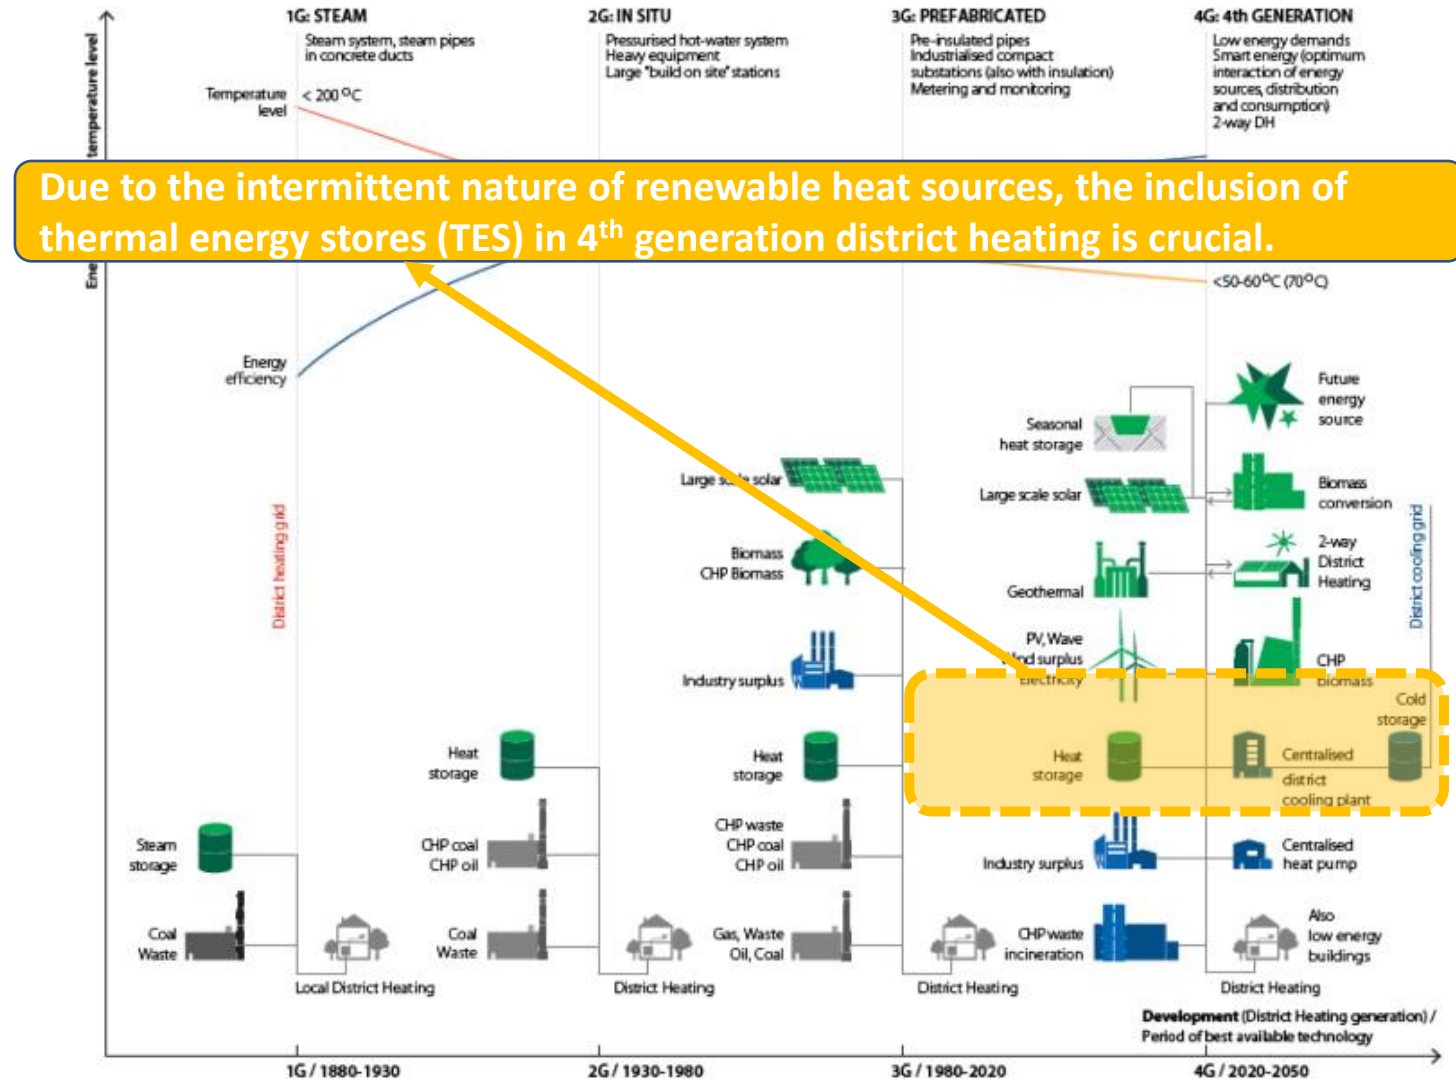 1G: STEAM
Steam system, steam pipes
in concrete ducts
2G: IN SITU
Pressurised hot-water system
Heavy equipment
Large "build on site" stations
3G: PREFABRICATED
Pre-insulated pipes
Industrialised compact
substations (also with insulation)
Metering and monitoring
4G: 4th GENERATION
Low energy demands
Smart energy (optimum
interaction of energy
sources, distribution
and consumption)
2-way DH
temperature level
Ene
Temperature
level
< 200 °C
Due to the intermittent nature of renewable heat sources, the inclusion of
thermal energy stores (TES) in 4th generation district heating is crucial.
<50-60°C (70°C)
Energy
efficiency
District heating grid
Steam
storage
Coal
Waste
Local District Heating
Heat
storage
CHP coal
CHP oil
Coal
Waste
District Heating
Large scale solar
Biomass
CHP Biomass
Industry surplus
Heat
storage
CHP waste
CHP coal
CHP oil
Gas, Waste
Oil, Coal
District Heating
Seasonal
heat storage
Large scale solar
Geothermal
PV, Wave
Wind surplus
Electricity
Heat
storage
Industry surplus
CHP waste
incineration
Future
energy
source
Biomass
conversion
2-way
District
Heating
CHP
biomass
Cold
storage
Centralised
district
cooling plant
Centralised
heat pump
Also
low energy
buildings
District Heating
District cooling grid
Development (District Heating generation) /
Period of best available technology
1G / 1880-1930
2G / 1930-1980
3G / 1980-2020
4G / 2020-2050